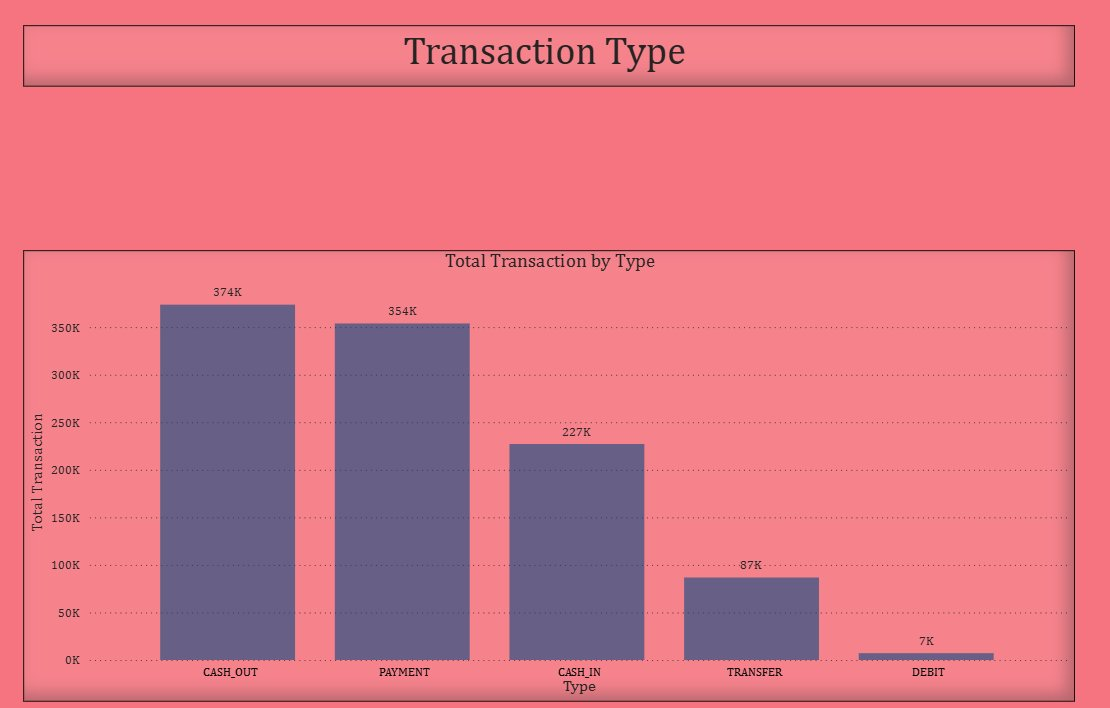 Transaction Type
Total Transaction by Type
374K
354K
227K
87K
7K
350K
300K
250K
200K
150K
100K
50K
0K
Total Transaction
CASH_OUT PAYMENT CASH_IN TRANSFER DEBIT
Type